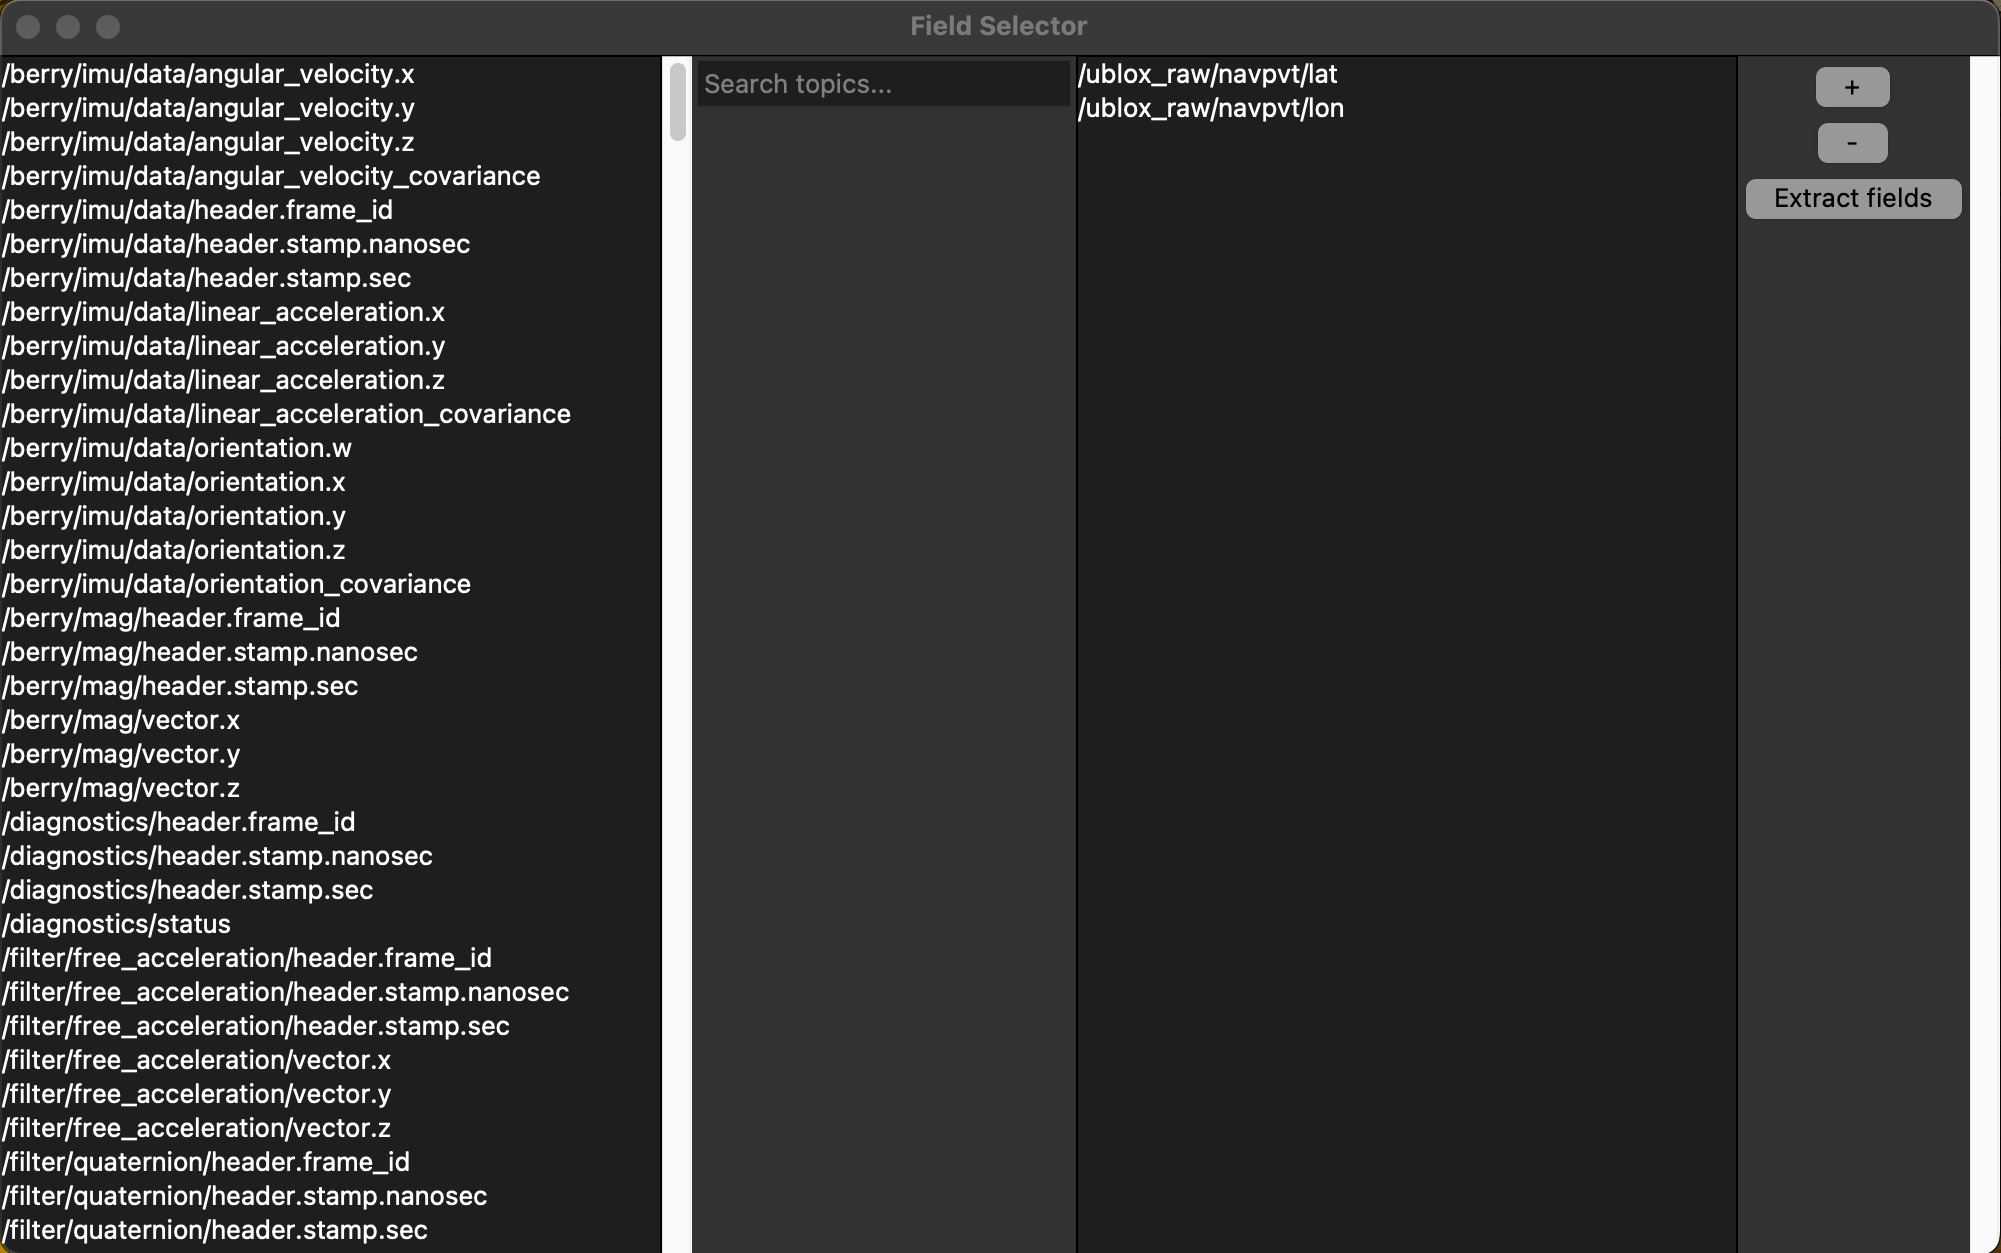 Field Selector
/berry/imu/data/angular_velocity.x
/berry/imu/data/angular_velocity.y
/berry/imu/data/angular_velocity.z
/berry/imu/data/angular_velocity_covariance
/berry/imu/data/header.frame_id
/berry/imu/data/header.stamp.nanosec
/berry/imu/data/header.stamp.sec
/berry/imu/data/linear_acceleration.x
/berry/imu/data/linear_acceleration.y
/berry/imu/data/linear_acceleration.z
/berry/imu/data/linear_acceleration_covariance
/berry/imu/data/orientation.w
/berry/imu/data/orientation.x
/berry/imu/data/orientation.y
/berry/imu/data/orientation.z
/berry/imu/data/orientation_covariance
/berry/mag/header.frame_id
/berry/mag/header.stamp.nanosec
/berry/mag/header.stamp.sec
/berry/mag/vector.x
/berry/mag/vector.y
/berry/mag/vector.z
/diagnostics/header.frame_id
/diagnostics/header.stamp.nanosec
/diagnostics/header.stamp.sec
/diagnostics/status
/filter/free_acceleration/header.frame_id
/filter/free_acceleration/header.stamp.nanosec
/filter/free_acceleration/header.stamp.sec
/filter/free_acceleration/vector.x
/filter/free_acceleration/vector.y
/filter/free_acceleration/vector.z
/filter/quaternion/header.frame_id
/filter/quaternion/header.stamp.nanosec
/filter/quaternion/header.stamp.sec
Search topics...
/ublox_raw/navpvt/lat
/ublox_raw/navpvt/lon
+
-
Extract fields